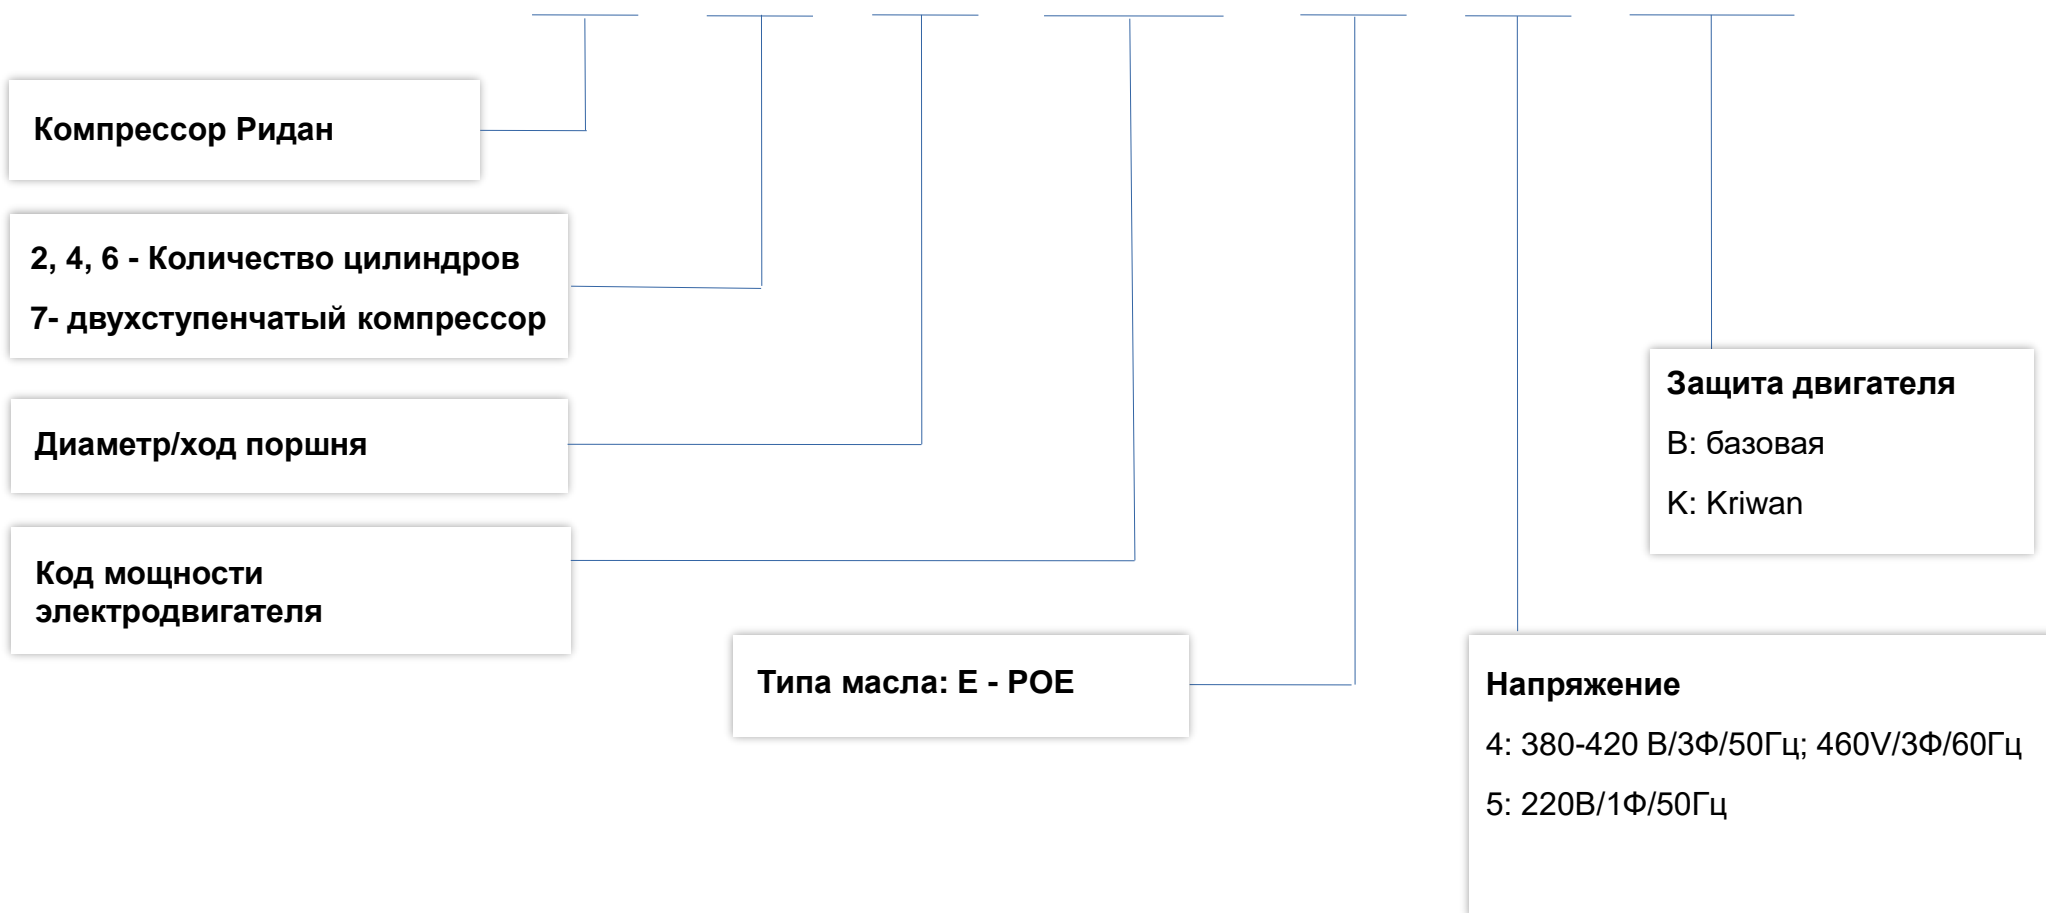 Компрессор Ридан
2, 4, 6 - Количество цилиндров
7- двухступенчатый компрессор
Диаметр/ход поршня
Код мощности
электродвигателя
Типа масла: E - POE
Защита двигателя
B: базовая
K: Kriwan
Напряжение
4: 380-420 В/3Ф/50Гц; 460V/3Ф/60Гц
5: 220В/1Ф/50Гц